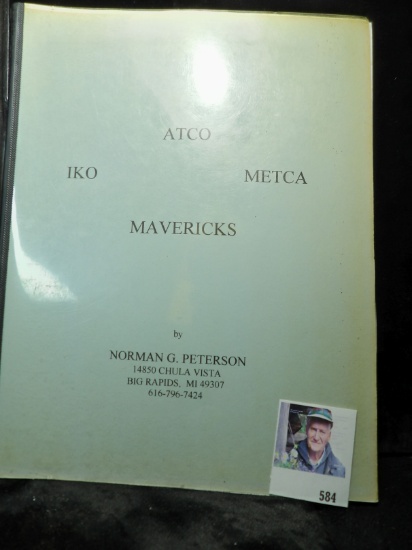 ATCO
IKO METCA
MAVERICKS
by
NORMAN G. PETERSON
14850 CHULA VISTA
BIG RAPIDS, MI 49307
616-796-7424
584